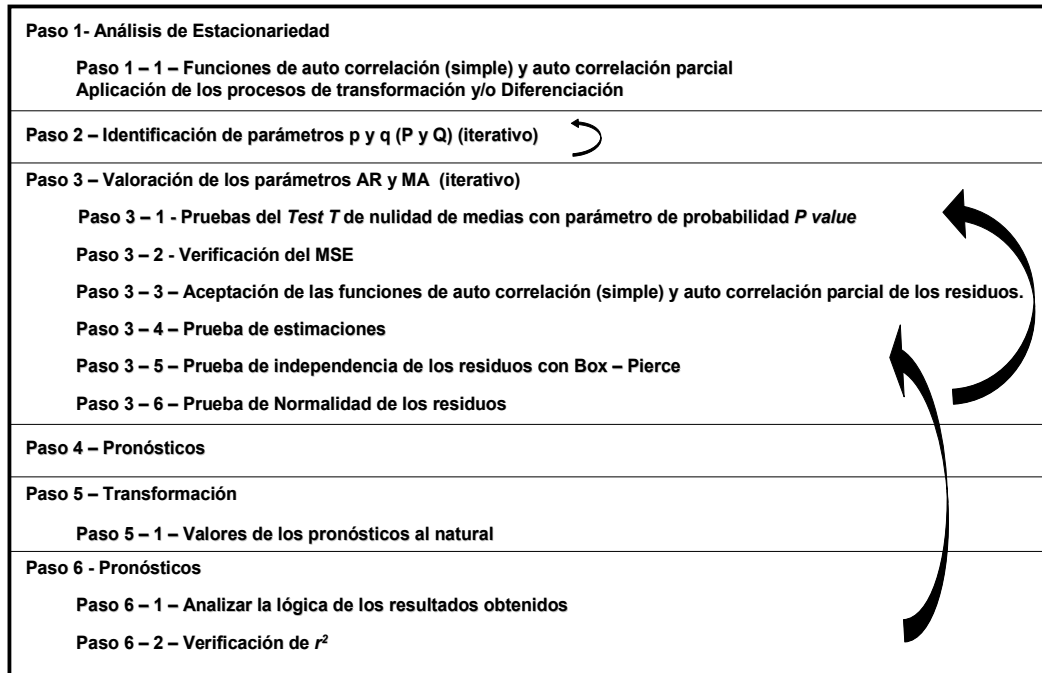 Paso 1- Análisis de Estacionariedad
Paso 1 – 1 – Funciones de auto correlación (simple) y auto correlación parcial
Aplicación de los procesos de transformación y/o Diferenciación
Paso 2 – Identificación de parámetros p y q (P y Q) (iterativo)
Paso 3 – Valoración de los parámetros AR y MA (iterativo)
Paso 3 – 1 - Pruebas del Test T de nulidad de medias con parámetro de probabilidad P value
Paso 3 – 2 - Verificación del MSE
Paso 3 – 3 – Aceptación de las funciones de auto correlación (simple) y auto correlación parcial de los residuos.
Paso 3 – 4 – Prueba de estimaciones
Paso 3 – 5 – Prueba de independencia de los residuos con Box – Pierce
Paso 3 – 6 – Prueba de Normalidad de los residuos
Paso 4 – Pronósticos
Paso 5 – Transformación
Paso 5 – 1 – Valores de los pronósticos al natural
Paso 6 - Pronósticos
Paso 6 – 1 – Analizar la lógica de los resultados obtenidos
Paso 6 – 2 – Verificación de r²